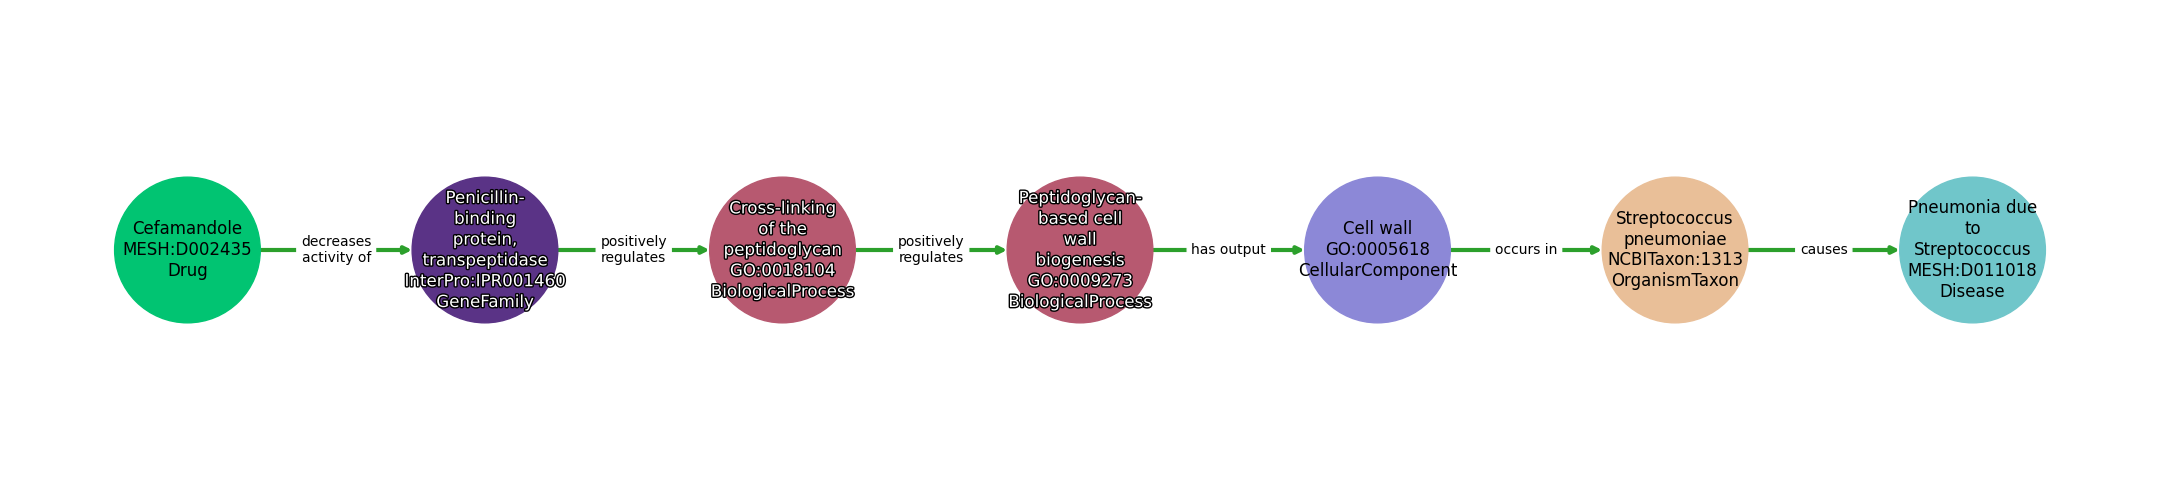 Cefamandole
MESH:D002435
Drug
decreases
activity of
Penicillin-
binding
protein,
transpeptidase
InterPro:IPR001460
GeneFamily
positively
regulates
Cross-linking
of the
peptidoglycan
GO:0018104
BiologicalProcess
positively
regulates
Peptidoglycan-
based cell
wall
biogenesis
GO:0009273
BiologicalProcess
has output
Cell wall
GO:0005618
CellularComponent
occurs in
Streptococcus
pneumoniae
NCBITaxon:1313
OrganismTaxon
causes
Pneumonia due
to
Streptococcus
MESH:D011018
Disease